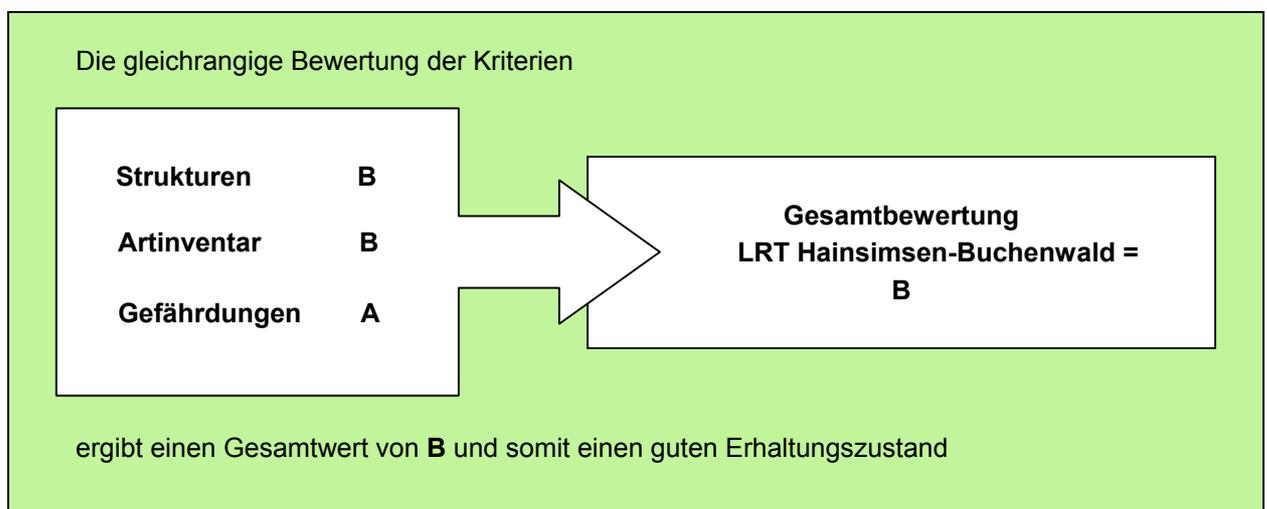 Die gleichrangige Bewertung der Kriterien
Strukturen B
Artinventar B
Gefährdungen A
Gesamtbewertung
LRT Hainsimsen-Buchenwald =
B
ergibt einen Gesamtwert von B und somit einen guten Erhaltungszustand